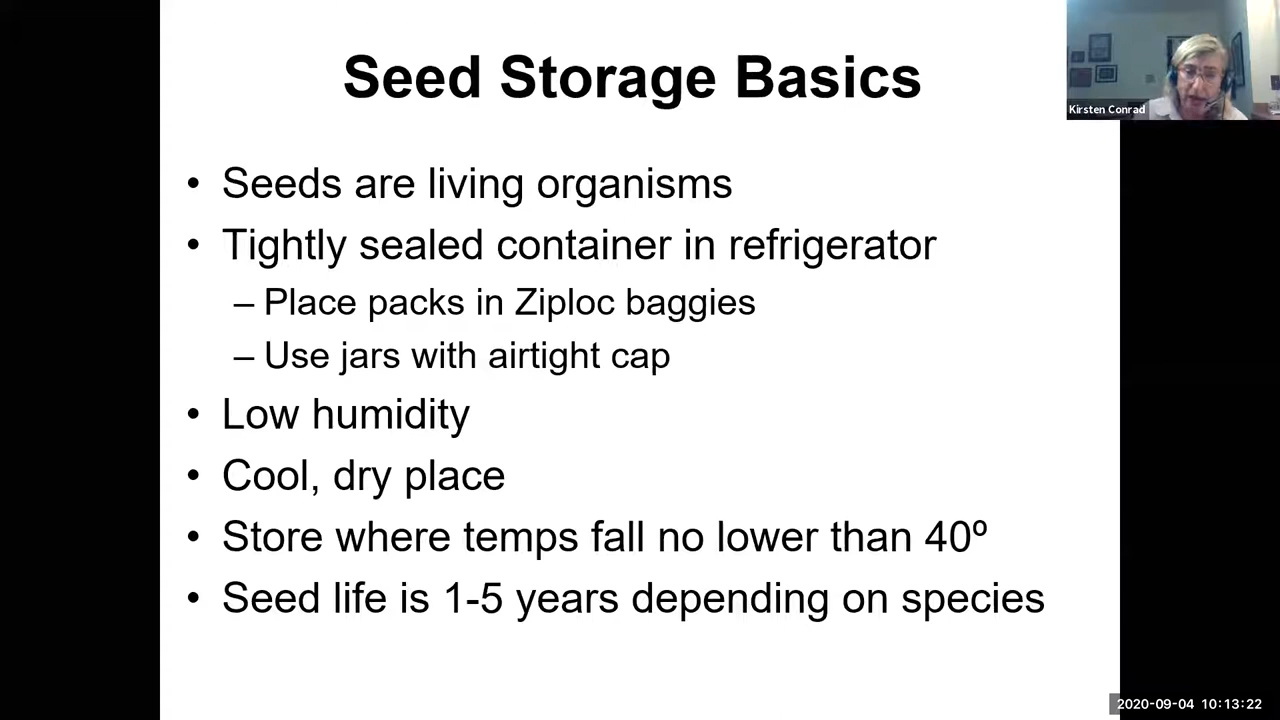 Seed Storage Basics
Kirsten Conrad
• Seeds are living organisms
• Tightly sealed container in refrigerator
– Place packs in Ziploc baggies
– Use jars with airtight cap
• Low humidity
• Cool, dry place
• Store where temps fall no lower than 40º
• Seed life is 1-5 years depending on species
2020-09-04 10:13:22